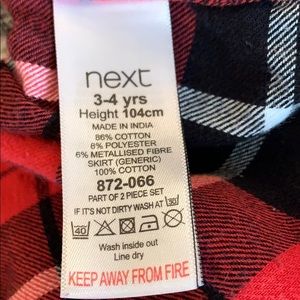 next
3-4 yrs
Height 104cm
MADE IN INDIA
86% COTTON
8% POLYESTER
6% METALLISED FIBRE
SKIRT (GENERIC)
100% COTTON
872-066
PART OF 2 PIECE SET
IF IT'S NOT DIRTY WASH AT 30
40
Wash inside out
Line dry
KEEP AWAY FROM FIRE